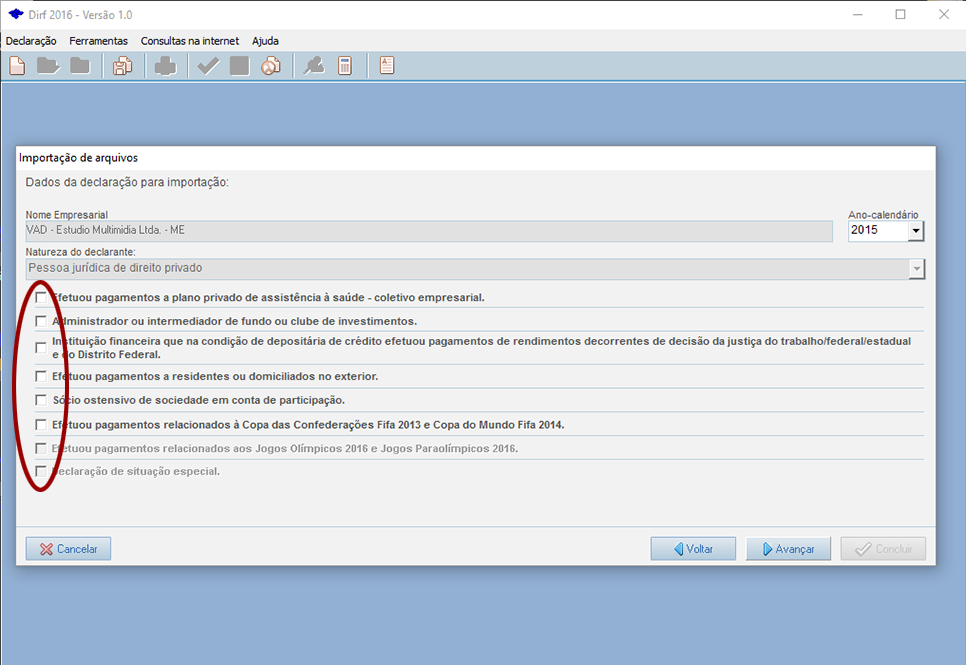 Dirf 2016 - Versão 1.0
Declaração Ferramentas Consultas na internet Ajuda
Importação de arquivos
Dados da declaração para importação:
Nome Empresarial
Ano-calendário
VAD - Estudio Multimidia Ltda. - ME
2015
Natureza do declarante:
Pessoa jurídica de direito privado
Efetuou pagamentos a plano privado de assistência à saúde - coletivo empresarial.
Administrador ou intermediador de fundo ou clube de investimentos.
Instituição financeira que na condição de depositária de crédito efetuou pagamentos de rendimentos decorrentes de decisão da justiça do trabalho/federal/estadual
e do Distrito Federal.
Efetuou pagamentos a residentes ou domiciliados no exterior.
Sócio ostensivo de sociedade em conta de participação.
Efetuou pagamentos relacionados à Copa das Confederações Fifa 2013 e Copa do Mundo Fifa 2014.
Efetuou pagamentos relacionados aos Jogos Olímpicos 2016 e Jogos Paraolímpicos 2016.
Declaração de situação especial.
Cancelar Voltar Avançar Concluir